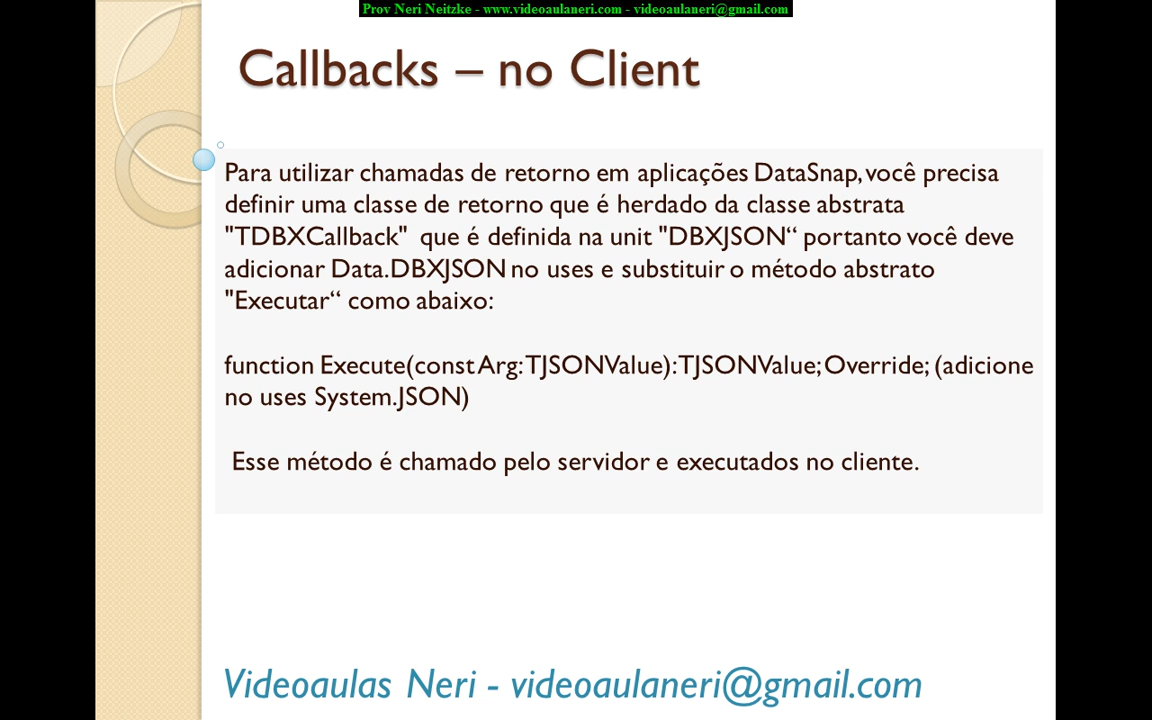 Prov Neri Neitzke - www.videoaulaneri.com - videoaulaneri@gmail.com
Callbacks – no Client
Para utilizar chamadas de retorno em aplicações DataSnap, você precisa
definir uma classe de retorno que é herdado da classe abstrata
"TDBXCallback" que é definida na unit "DBXJSON“ portanto você deve
adicionar Data.DBXJSON no uses e substituir o método abstrato
"Executar“ como abaixo:
function Execute(const Arg: TJSONValue): TJSONValue; Override; (adicione
no uses System.JSON)
Esse método é chamado pelo servidor e executados no cliente.
Videoaulas Neri - videoaulaneri@gmail.com